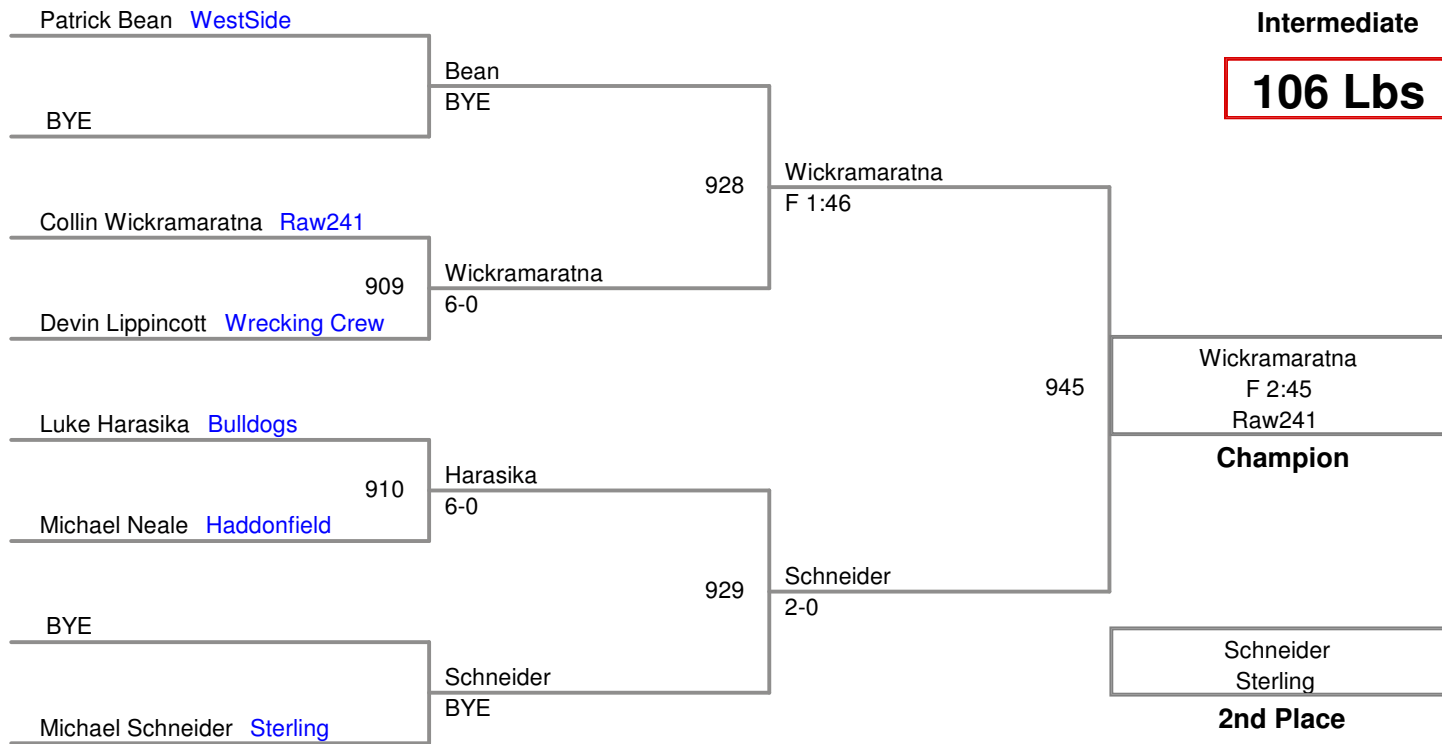 Patrick Bean WestSide
Intermediate
106 Lbs
Bean
BYE
BYE
Collin Wickramaratna Raw241
928
Wickramaratna
F 1:46
909
Wickramaratna
6-0
Devin Lippincott Wrecking Crew
945
Wickramaratna
F 2:45
Raw241
Champion
Luke Harasika Bulldogs
910
Harasika
6-0
Michael Neale Haddonfield
929
Schneider
2-0
BYE
Schneider
BYE
Michael Schneider Sterling
Schneider
Sterling
2nd Place